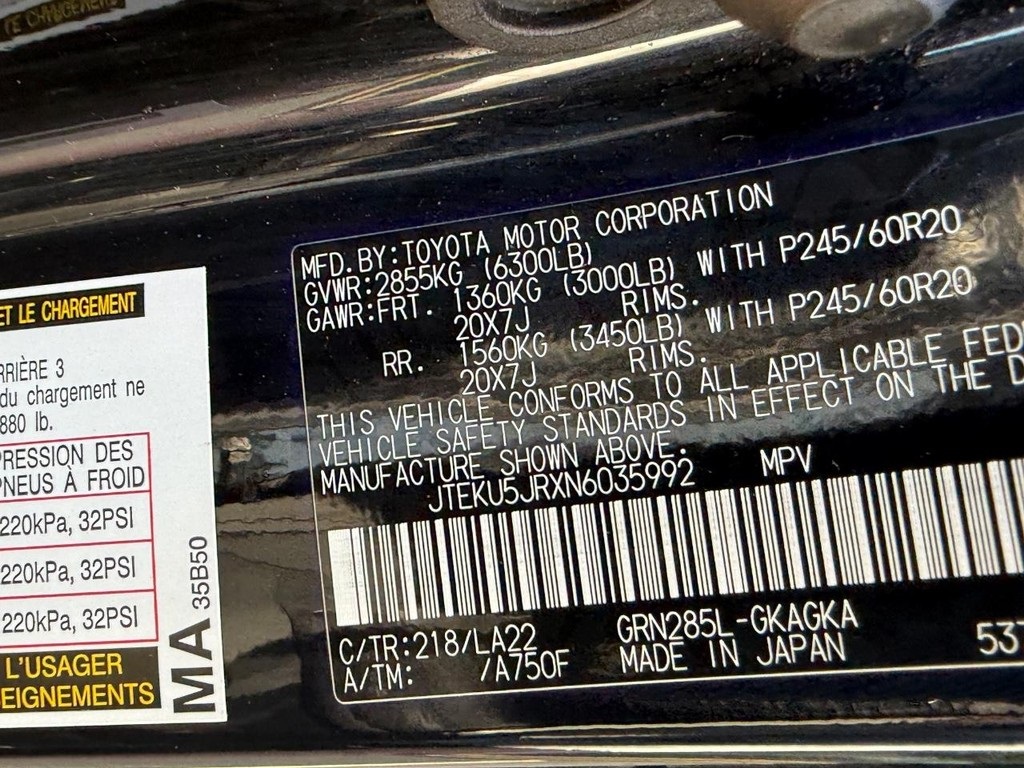 LE CHARGEMENT
ET LE CHARGEMENT
RRIÈRE 3
du chargement ne
880 lb.
PRESSION DES
PNEUS À FROID
220kPa, 32PSI
220kPa, 32PSI
220kPa, 32PSI
L'USAGER
SEIGNEMENTS
MA 35B50
MFD.BY:TOYOTA MOTOR CORPORATION
GVWR:2855KG (6300LB)
GAWR:FRT. 1360KG (3000LB) WITH P245/60R20
20X7J RIMS.
RR. 1560KG (3450LB) WITH P245/60R20
20X7J RIMS.
THIS VEHICLE CONFORMS TO ALL APPLICABLE FED
VEHICLE SAFETY STANDARDS IN EFFECT ON THE D
MANUFACTURE SHOWN ABOVE.
JTEKU5JRXN6035992 MPV
C/TR:218/LA22 GRN285L-GKAGKA
A/TM: /A750F MADE IN JAPAN 537